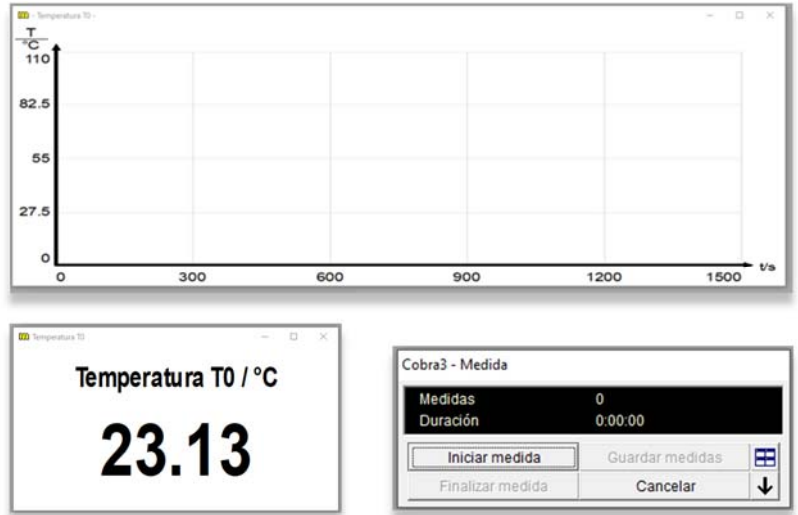 - Temperatura T0 -
T
°C
110
82.5
55
27.5
0
0 300 600 900 1200 1500 t/s
Temperatura T0
Temperatura T0 / °C
23.13
Cobra3 - Medida
Medidas 0
Duración 0:00:00
Iniciar medida Guardar medidas
Finalizar medida Cancelar